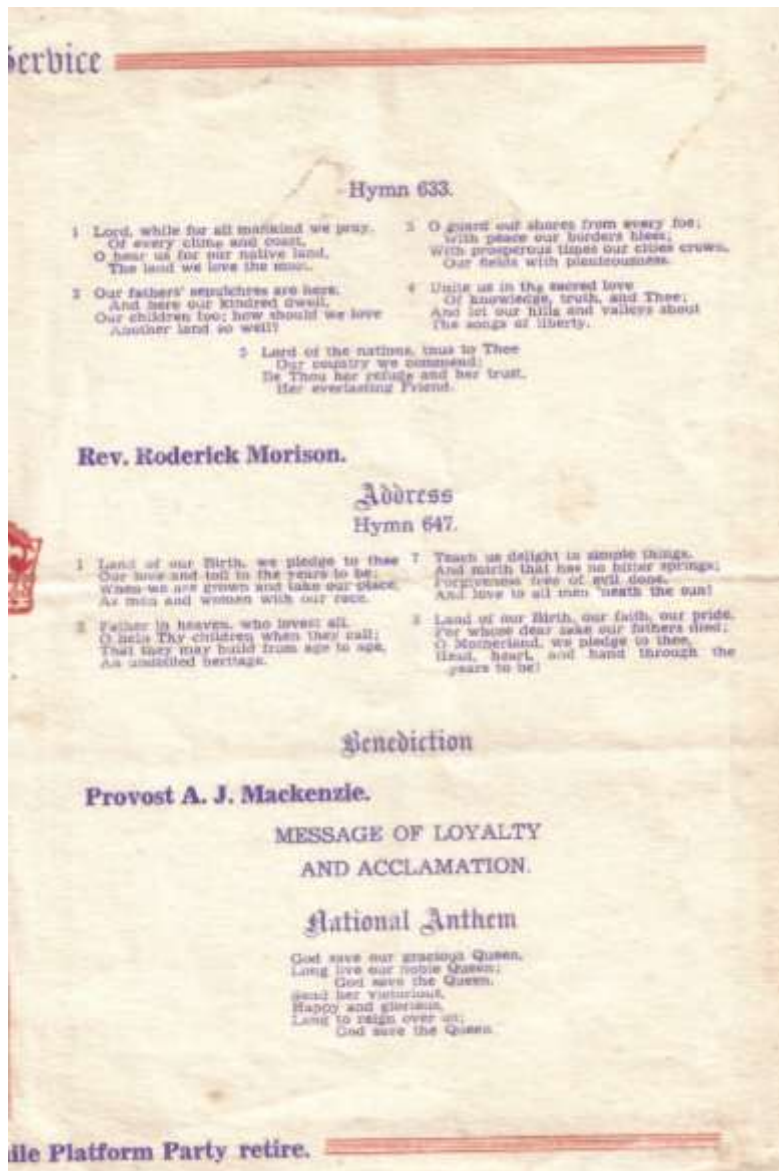 Service
Hymn 633.
1 Lord, while for all mankind we pray,
Of every clime and coast,
O hear us for our native land,
The land we love the most.
2 Our fathers' sepulchres are here,
And here our kindred dwell,
Our children too; how should we love
Another land so well?
3 O guard our shores from every foe;
With peace our borders bless;
With prosperous times our cities crown,
Our fields with plenteousness.
4 Unite us in the sacred love
Of knowledge, truth, and Thee;
And let our hills and valleys about
The songs of liberty.
5 Lord of the nations, thus to Thee
Our country we commend;
Be Thou her refuge and her trust,
Her everlasting Friend.
Rev. Roderick Morison.
Address
Hymn 647.
1 Land of our Birth, we pledge to thee
Our love and toil in the years to be;
When we are grown and take our place,
As men and women with our race.
2 Father in heaven, who lovest all,
O help Thy children when they call;
That they may build from age to age,
An undefiled heritage.
7 Teach us delight in simple things,
And mirth that has no bitter springs;
Forgiveness free of evil done,
And love to all men 'neath the sun!
8 Land of our Birth, our faith, our pride,
For whose dear sake our fathers died;
O Motherland, we pledge to thee,
Head, heart, and hand through the
years to be!
Benediction
Provost A. J. Mackenzie.
MESSAGE OF LOYALTY
AND ACCLAMATION.
National Anthem
God save our gracious Queen,
Long live our noble Queen;
God save the Queen.
Send her victorious,
Happy and glorious,
Long to reign over us;
God save the Queen
ile Platform Party retire.